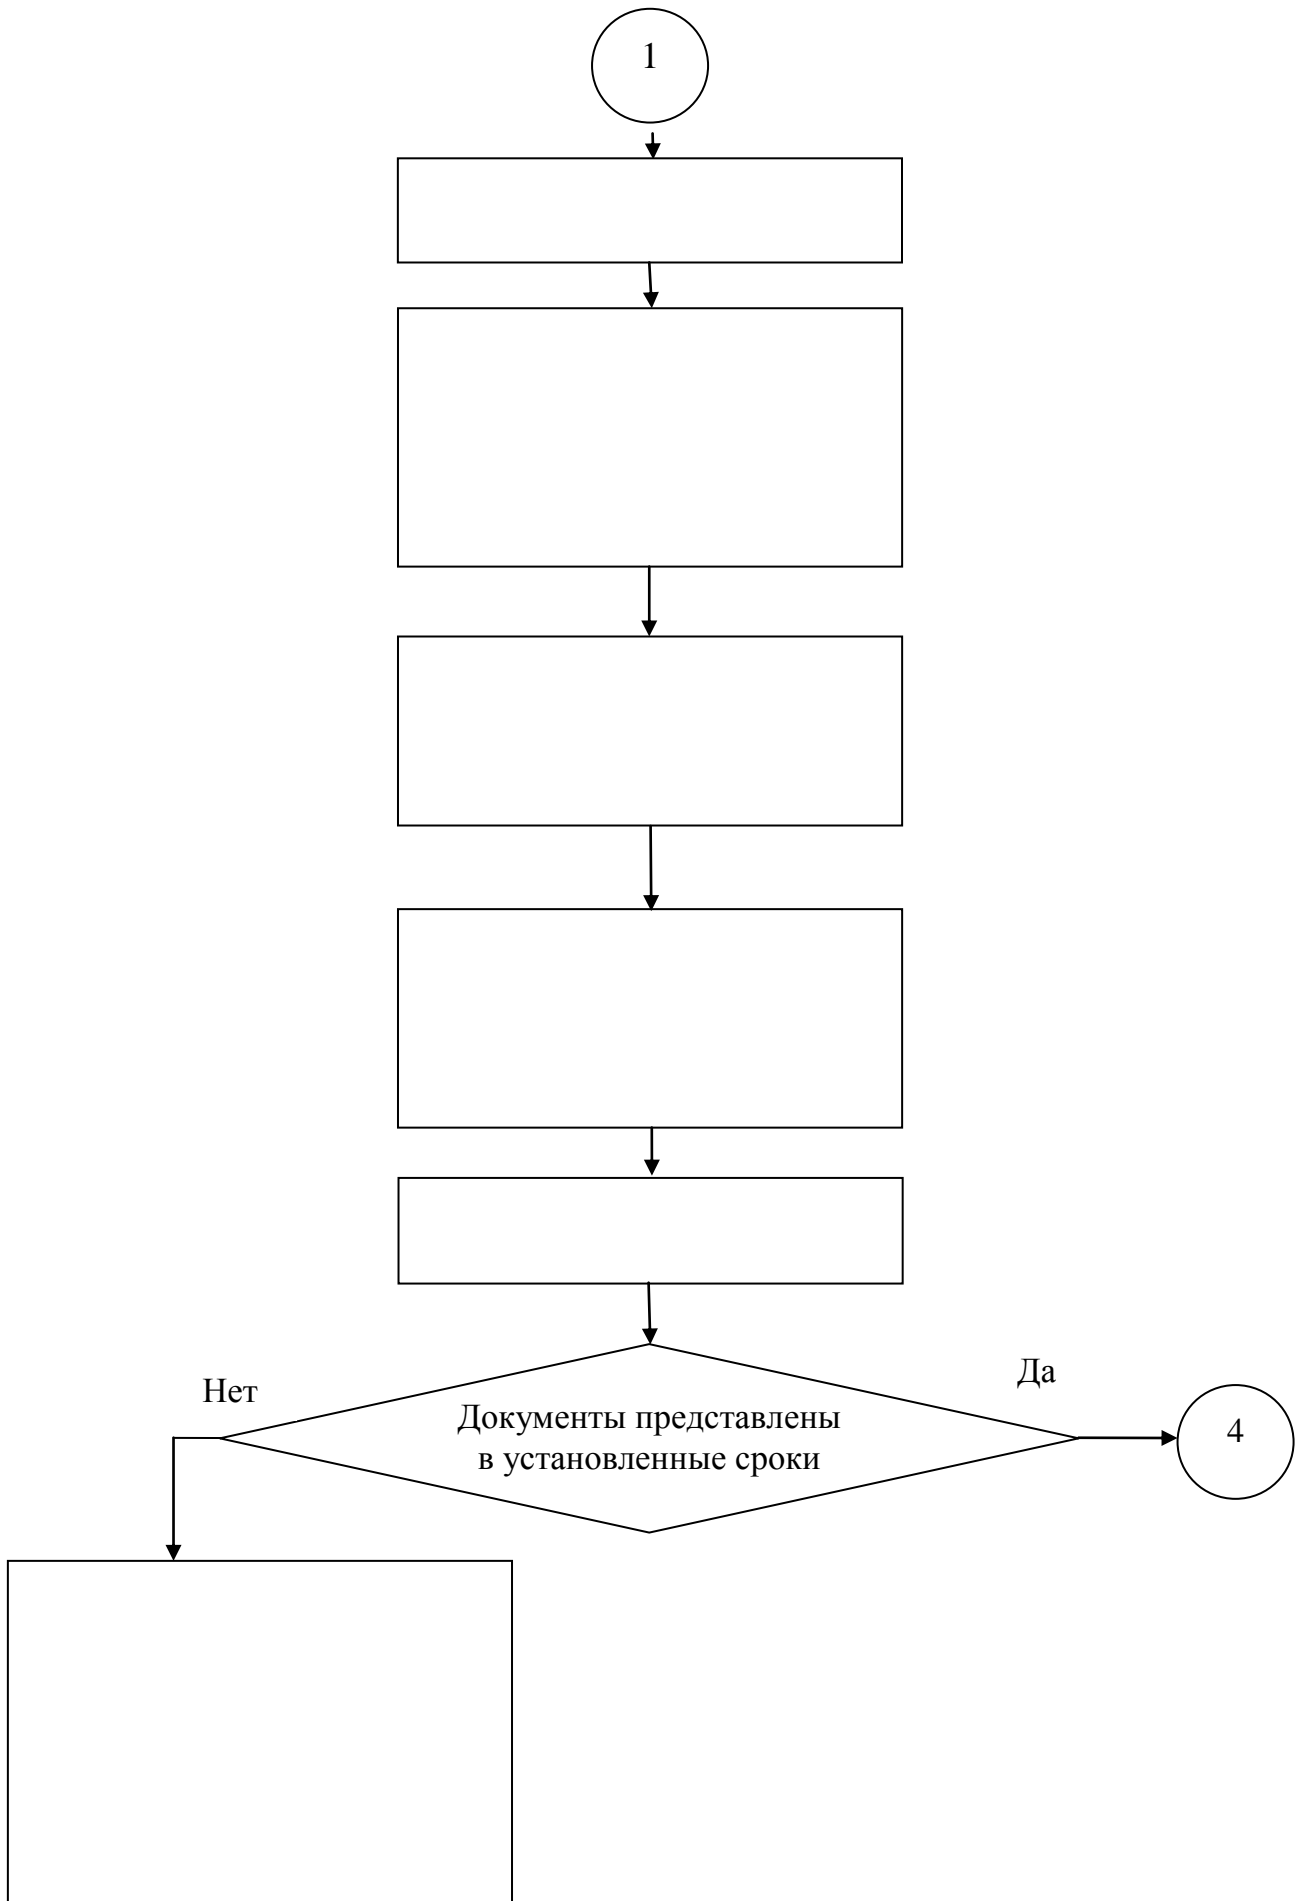 1
Нет
Да
Документы представлены
в установленные сроки
4